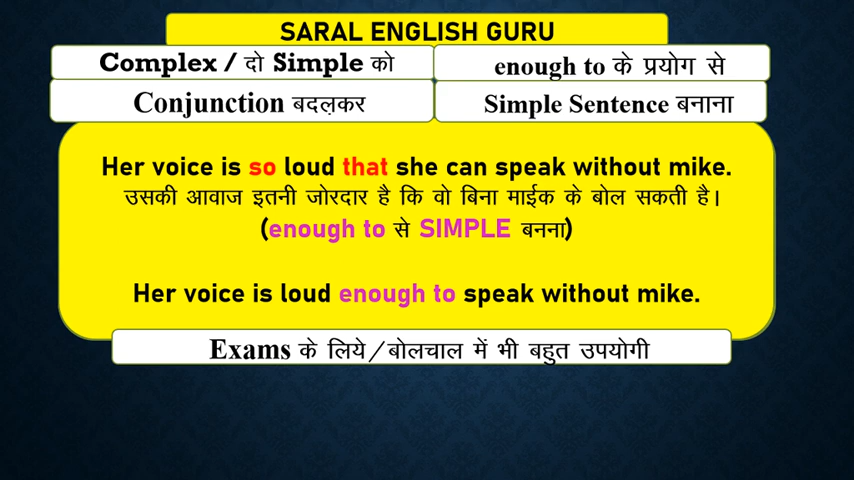 SARAL ENGLISH GURU
Complex / दो Simple को
enough to के प्रयोग से
Conjunction बदल़कर
Simple Sentence बनाना
Her voice is so loud that she can speak without mike.
उसकी आवाज इतनी जोरदार है कि वो बिना माईक के बोल सकती है।
(enough to से SIMPLE बनना)
Her voice is loud enough to speak without mike.
Exams के लिये/बोलचाल में भी बहुत उपयोगी